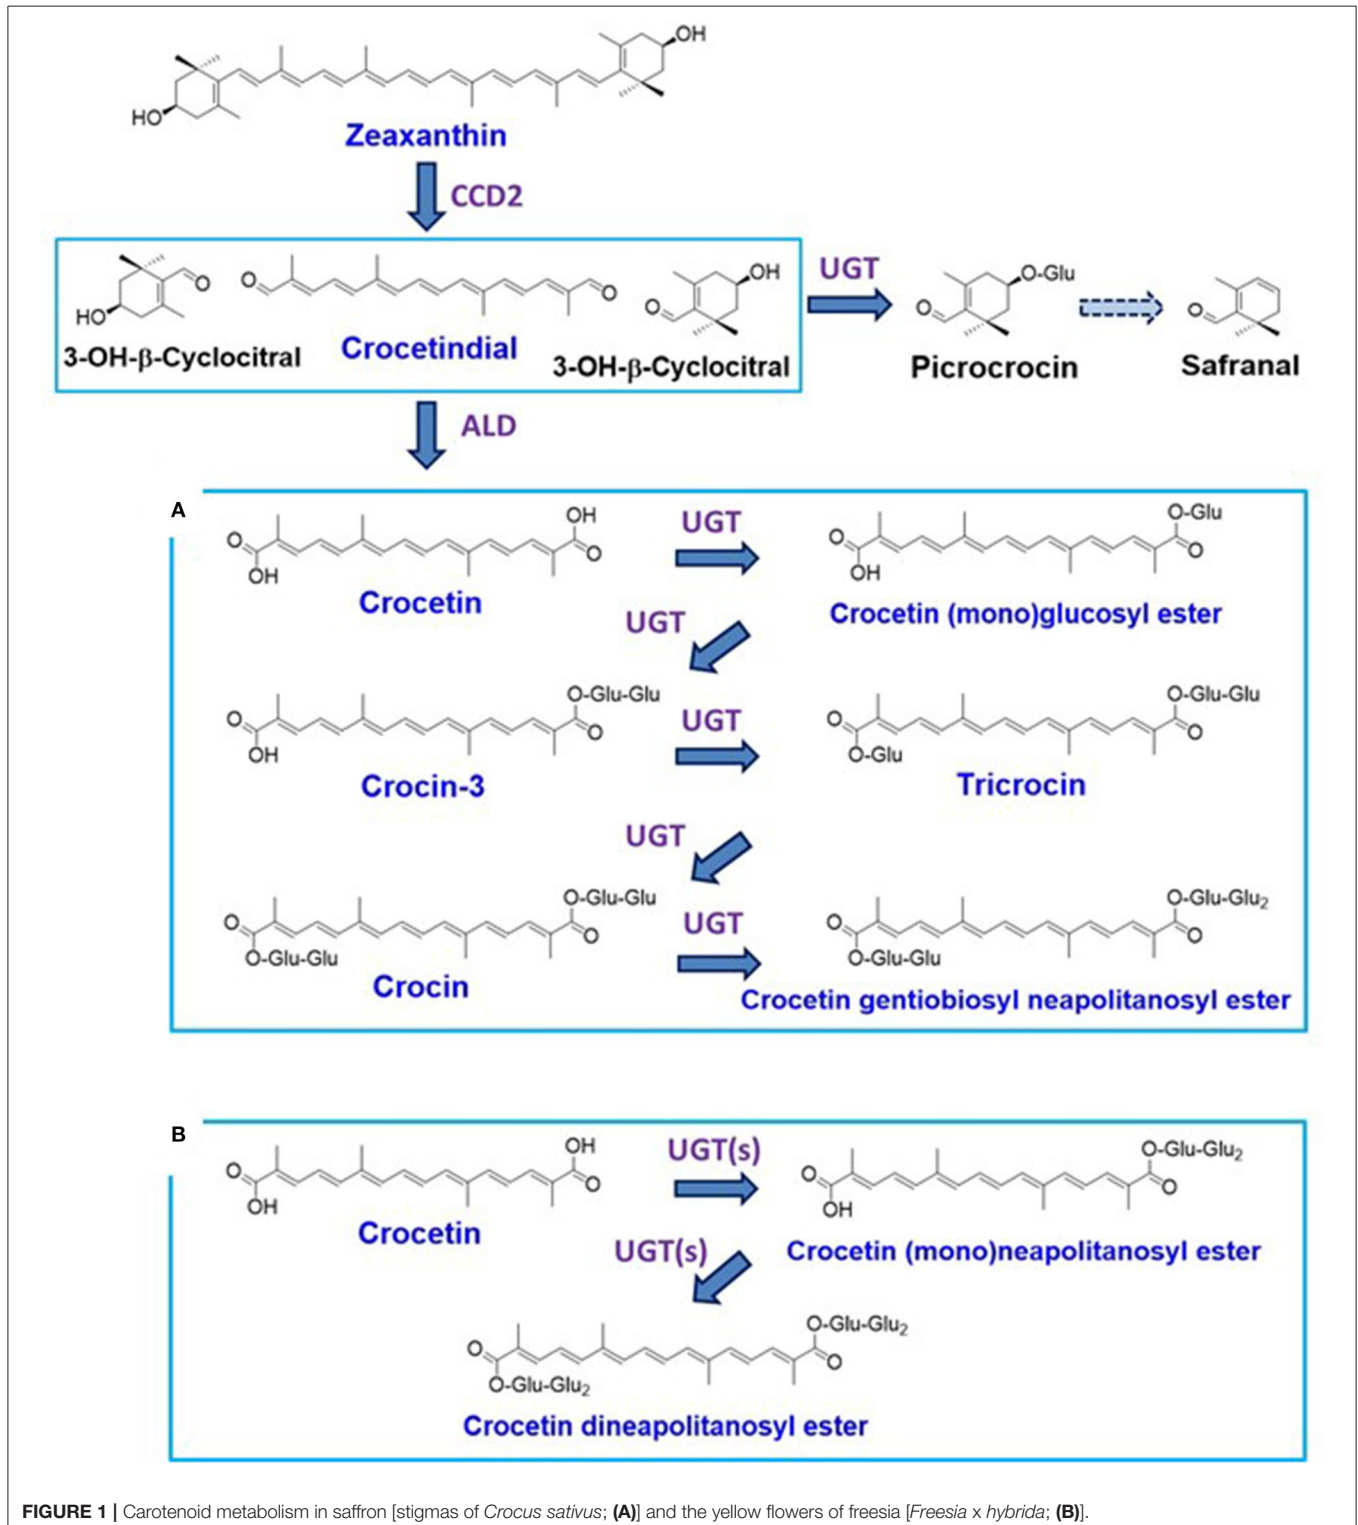 OH
HO
Zeaxanthin
CCD2
HO
O
3-OH-β-Cyclocitral
O
O
Crocetindial
O
OH
3-OH-β-Cyclocitral
UGT
O
O-Glu
Picrocrocin
O
Safranal
ALD
A
O
OH
OH
O
Crocetin
UGT
O
OH
O-Glu
O
Crocetin (mono)glucosyl ester
UGT
O
OH
O-Glu-Glu
O
Crocin-3
UGT
O
O-Glu
O-Glu-Glu
O
Tricrocin
UGT
O
O-Glu-Glu
O-Glu-Glu
O
Crocin
UGT
O
O-Glu-Glu
O-Glu-Glu₂
O
Crocetin gentiobiosyl neapolitanosyl ester
B
O
OH
OH
O
Crocetin
UGT(s)
O
OH
O-Glu-Glu₂
O
Crocetin (mono)neapolitanosyl ester
UGT(s)
O
O-Glu-Glu₂
O-Glu-Glu₂
O
Crocetin dineapolitanosyl ester
FIGURE 1 | Carotenoid metabolism in saffron [stigmas of Crocus sativus; (A)] and the yellow flowers of freesia [Freesia x hybrida; (B)].